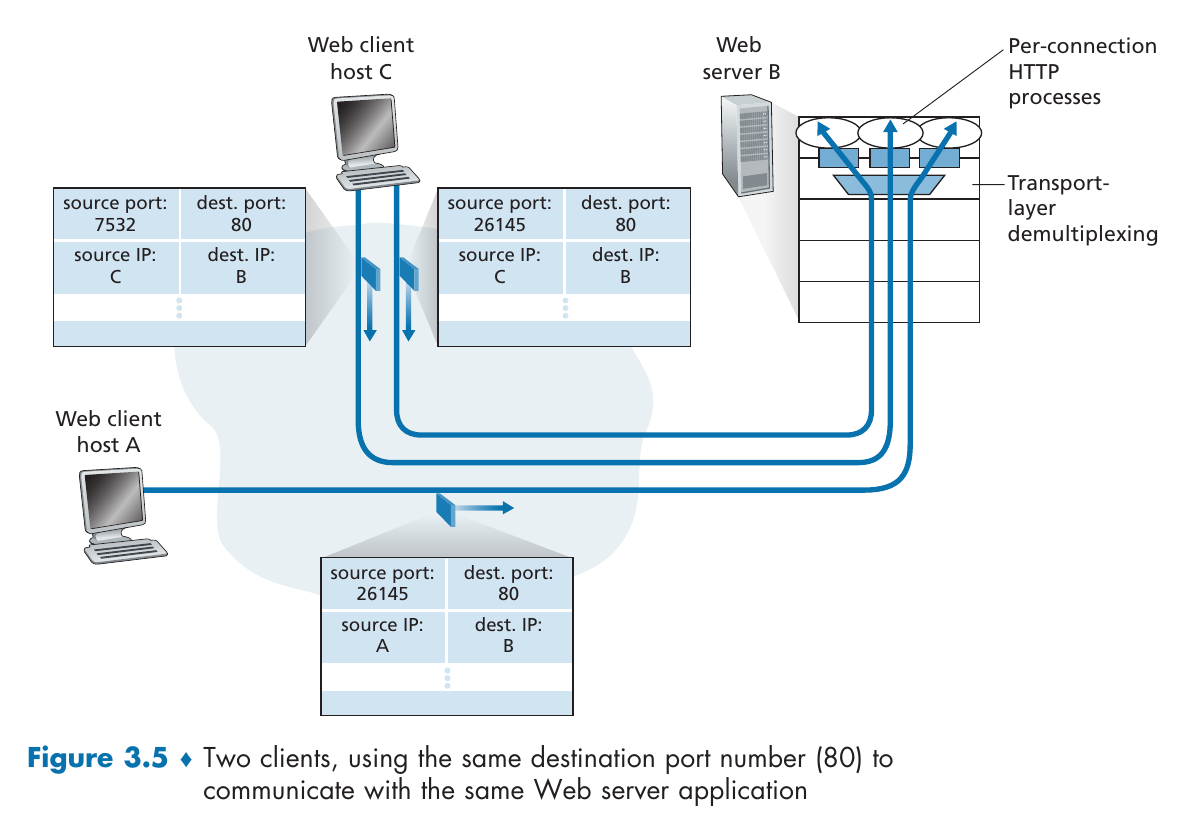 Web client
host C
Web
server B
Per-connection
HTTP
processes
Transport-
layer
demultiplexing
source port:
7532
dest. port:
80
source IP:
C
dest. IP:
B
source port:
26145
dest. port:
80
source IP:
C
dest. IP:
B
Web client
host A
source port:
26145
dest. port:
80
source IP:
A
dest. IP:
B
Figure 3.5 ♦ Two clients, using the same destination port number (80) to
communicate with the same Web server application